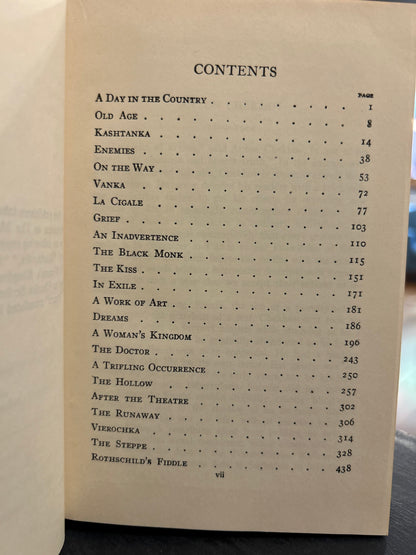 CONTENTS
PAGE
A Day in the Country . . . . . . . . . 1
Old Age . . . . . . . . . . . 8
Kashtanka . . . . . . . . . . 14
Enemies . . . . . . . . . . . 38
On the Way . . . . . . . . . . 53
Vanka . . . . . . . . . . . 72
La Cigale . . . . . . . . . . 77
Grief . . . . . . . . . . . 103
An Inadvertence . . . . . . . . . 110
The Black Monk . . . . . . . . . 115
The Kiss . . . . . . . . . . 151
In Exile . . . . . . . . . . 171
A Work of Art . . . . . . . . . 181
Dreams . . . . . . . . . . . 186
A Woman's Kingdom . . . . . . . . 196
The Doctor . . . . . . . . . . 243
A Trifling Occurrence . . . . . . . . 250
The Hollow . . . . . . . . . . 257
After the Theatre . . . . . . . . 302
The Runaway . . . . . . . . . . 306
Vierochka . . . . . . . . . . 314
The Steppe . . . . . . . . . . 328
Rothschild's Fiddle . . . . . . . . 438
vii